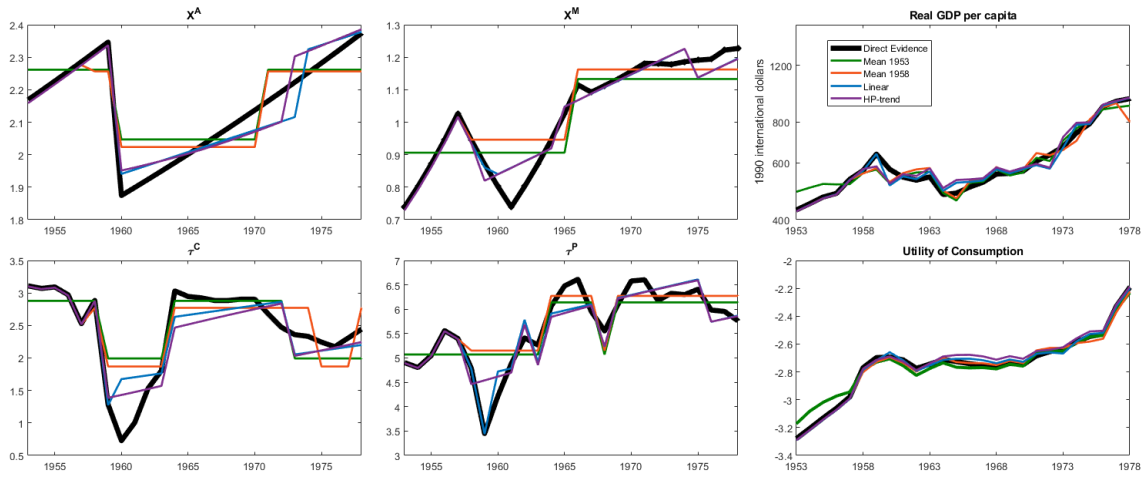 X^A
2.4
2.3
2.2
2.1
2
1.9
1.8
1955 1960 1965 1970 1975
X^M
1.3
1.2
1.1
1
0.9
0.8
0.7
1955 1960 1965 1970 1975
Real GDP per capita
1990 international dollars
1200
800
600
400
Direct Evidence
Mean 1953
Mean 1958
Linear
HP-trend
1953 1958 1963 1968 1973 1978
τ^C
3.5
3
2.5
2
1.5
1
0.5
1955 1960 1965 1970 1975
τ^P
7
6.5
6
5.5
5
4.5
4
3.5
3
1955 1960 1965 1970 1975
Utility of Consumption
-2
-2.2
-2.4
-2.6
-2.8
-3
-3.2
-3.4
1953 1958 1963 1968 1973 1978